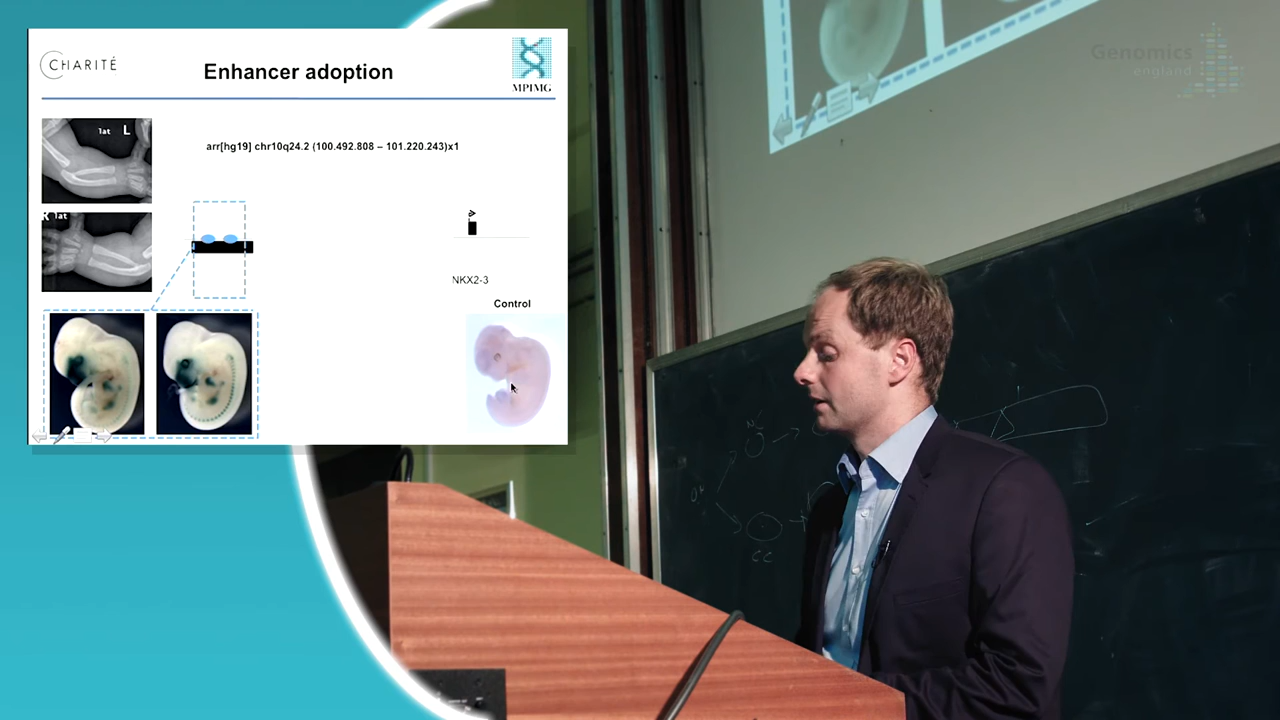 CHARITÉ
Enhancer adoption
MPIMG
lat L
R lat
arr[hg19] chr10q24.2 (100.492.808 – 101.220.243)x1
NKX2-3
Control
Genomics
england
CC